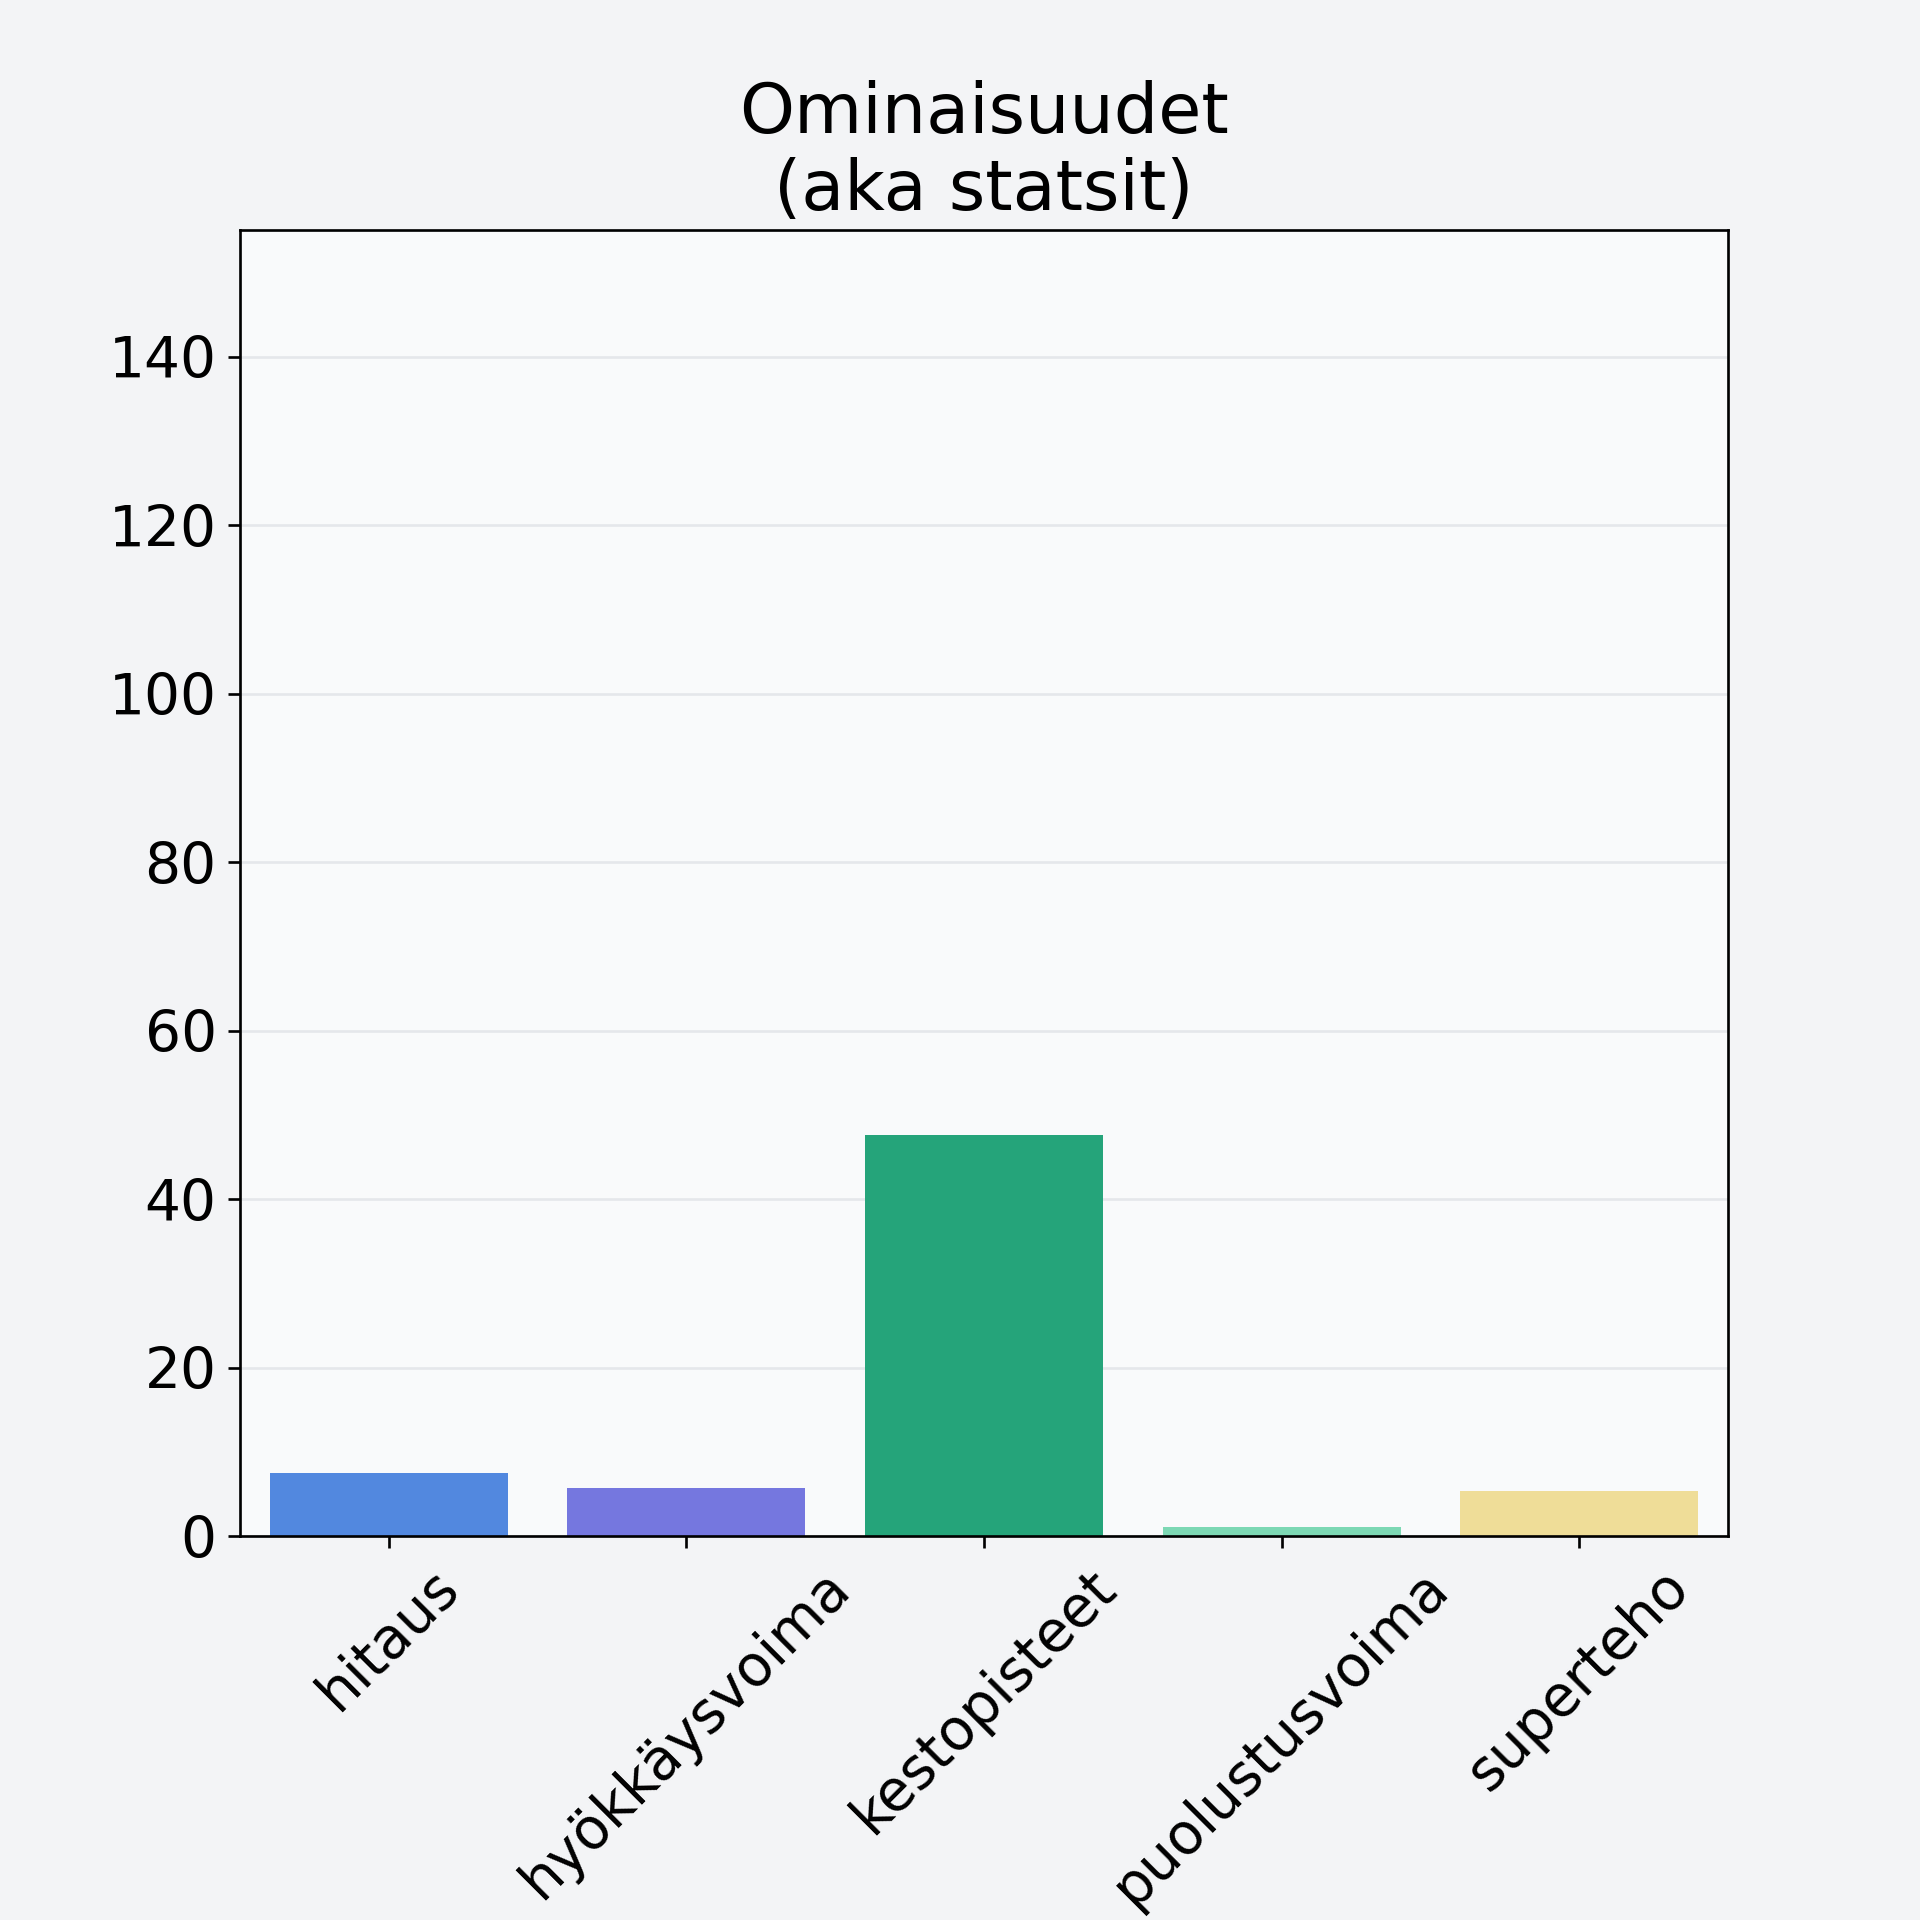 Ominaisuudet
(aka statsit)
140
120
100
80
60
40
20
0
hitaus
hyökkäysvoima
kestopisteet
puolustusvoima
superteho